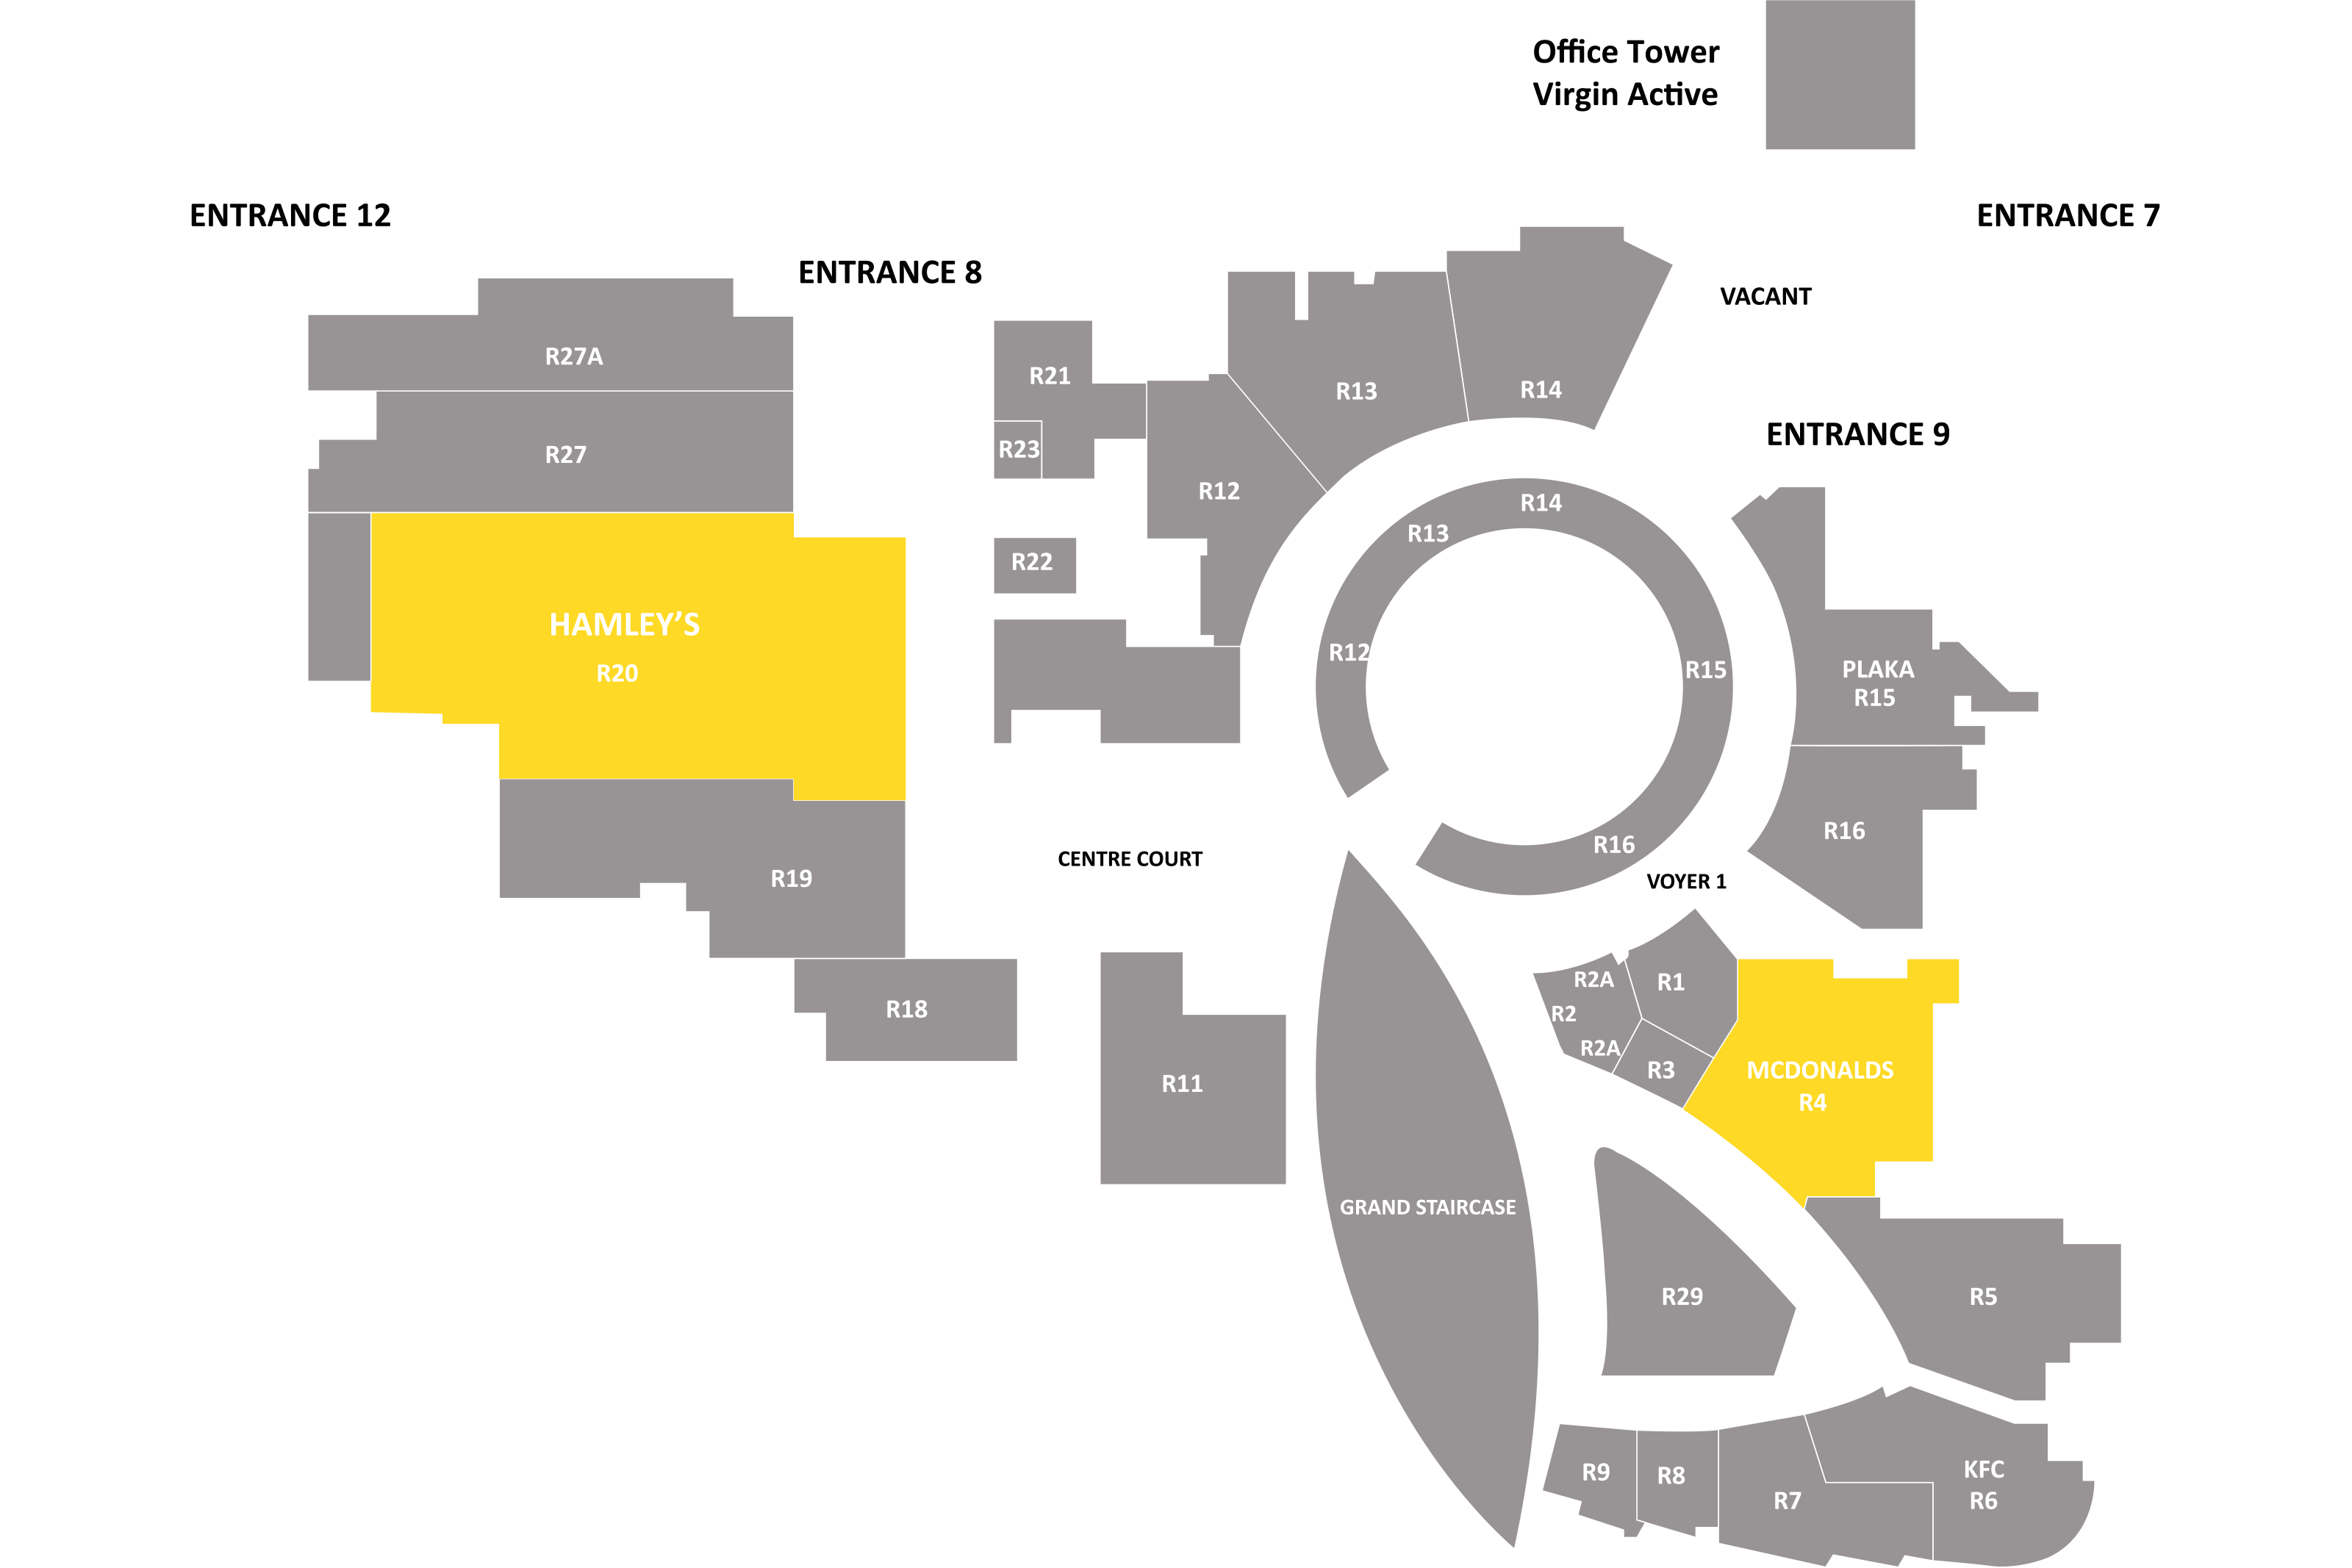 Office Tower
Virgin Active
ENTRANCE 12
ENTRANCE 7
ENTRANCE 8
VACANT
R27A
R21
R13
R14
ENTRANCE 9
R27
R23
R12
R14
R13
R22
HAMLEY'S
R20
R12
R15
PLAKA
R15
R16
R16
CENTRE COURT
VOYER 1
R19
R2A
R1
R18
R2
R2A
R3
MCDONALDS
R4
R11
GRAND STAIRCASE
R29
R5
R9
R8
KFC
R7
R6